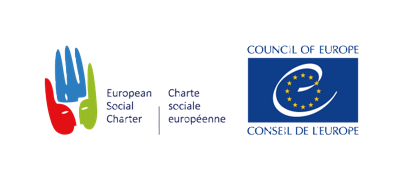 European
Social
Charter
Charte
sociale
européenne
COUNCIL OF EUROPE
CONSEIL DE L'EUROPE